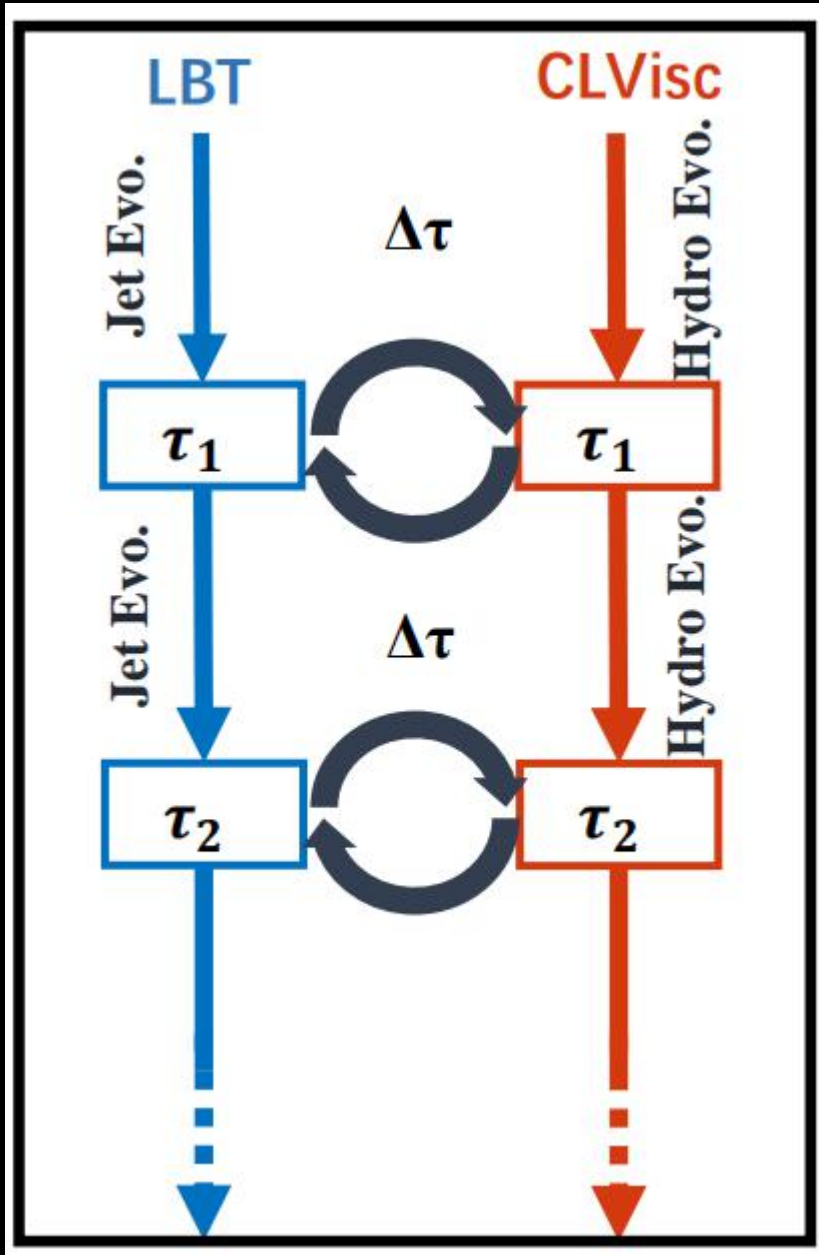 LBT
CLVisc
Jet Evo.
Δτ
Hydro Evo.
τ₁
τ₁
Jet Evo.
Δτ
Hydro Evo.
τ₂
τ₂